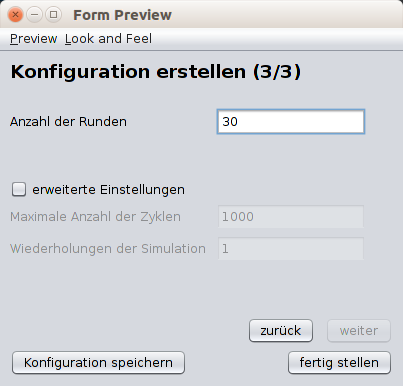 Form Preview
Preview Look and Feel
Konfiguration erstellen (3/3)
Anzahl der Runden 30
erweiterte Einstellungen
Maximale Anzahl der Zyklen 1000
Wiederholungen der Simulation 1
zurück weiter
Konfiguration speichern fertig stellen